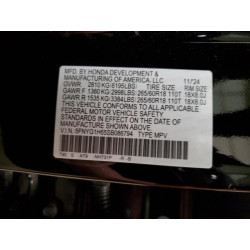 MFD. BY HONDA DEVELOPMENT &
MANUFACTURING OF AMERICA, LLC 11/24
GVWR 2810 KG(6195LBS) TIRE SIZE RIM SIZE
GAWR F 1360 KG(2998LBS) 265/60R18 110T 18X8.0J
GAWR R 1535 KG(3384LBS) 265/60R18 110T 18X8.0J
THIS VEHICLE CONFORMS TO ALL APPLICABLE
FEDERAL MOTOR VEHICLE SAFETY STANDARDS
IN EFFECT ON THE DATE OF
MANUFACTURE SHOWN ABOVE.
V.I.N.: 5FNYG1H65SB086794 TYPE:MPV